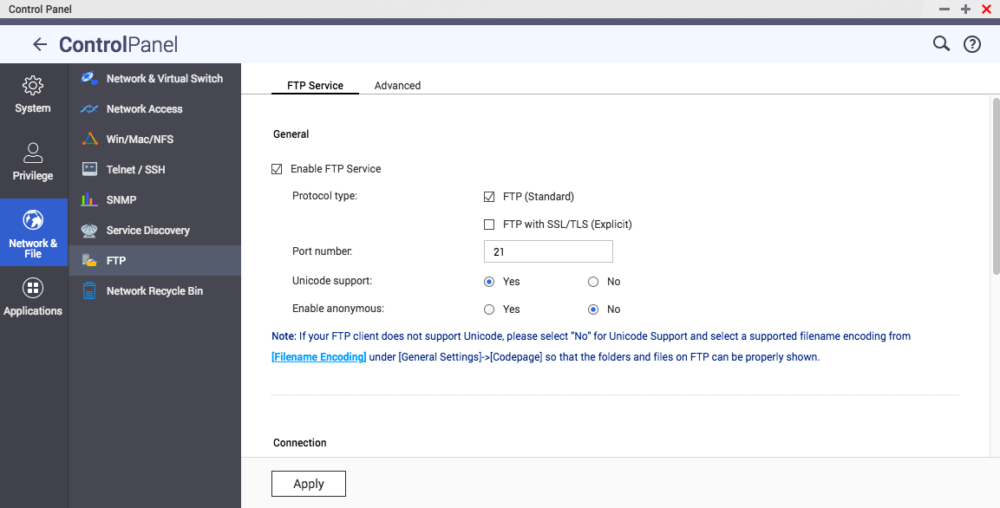 Control Panel
ControlPanel
System
Privilege
Network &
File
Applications
Network & Virtual Switch
Network Access
Win/Mac/NFS
Telnet / SSH
SNMP
Service Discovery
FTP
Network Recycle Bin
FTP Service Advanced
General
Enable FTP Service
Protocol type: FTP (Standard)
FTP with SSL/TLS (Explicit)
Port number: 21
Unicode support: Yes No
Enable anonymous: Yes No
Note: If your FTP client does not support Unicode, please select "No" for Unicode Support and select a supported filename encoding from
[Filename Encoding] under [General Settings]->[Codepage] so that the folders and files on FTP can be properly shown.
Connection
Apply